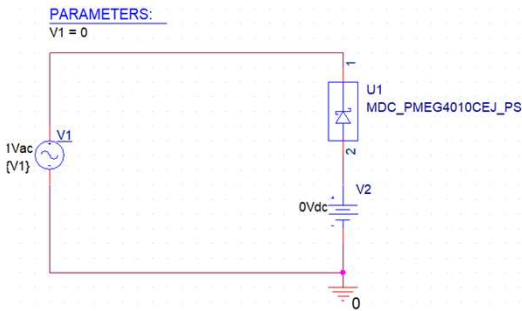 PARAMETERS:
V1 = 0
1
U1
MDC_PMEG4010CEJ_PS
V1
1Vac
{V1}
2
V2
0Vdc
0